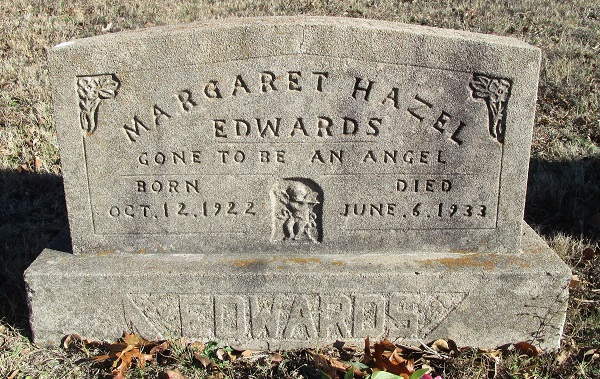 MARGARET HAZEL
EDWARDS
GONE TO BE AN ANGEL
BORN DIED
OCT. 12. 1922 JUNE. 6. 1933
EDWARDS